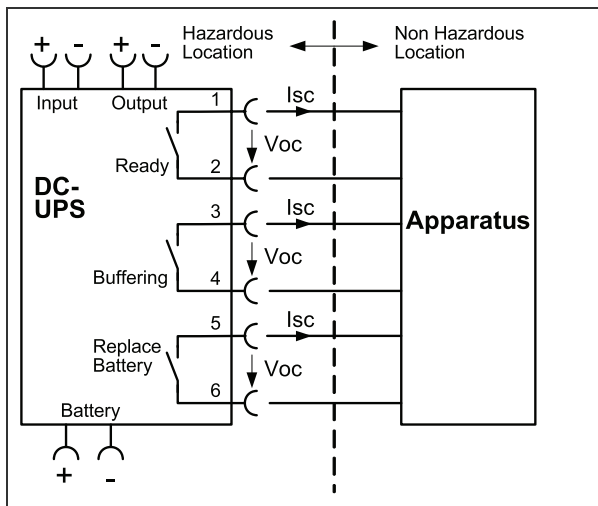 Hazardous
Location
Non Hazardous
Location
+ - + -
Input Output
1
Isc
Ready
Voc
2
DC-
UPS
3
Isc
Apparatus
Buffering
Voc
4
5
Isc
Replace
Battery
Voc
6
Battery
+ -